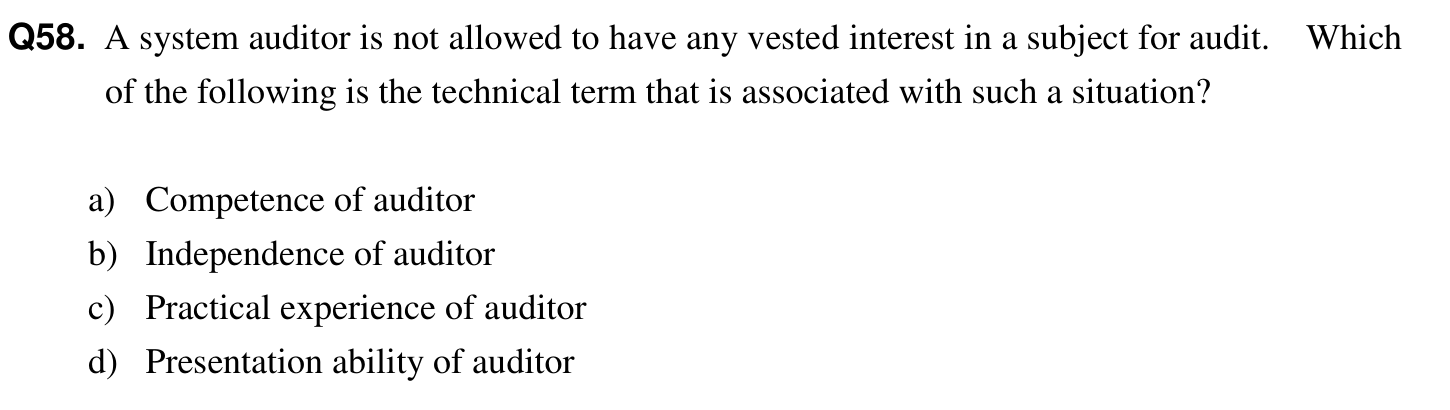 Q58. A system auditor is not allowed to have any vested interest in a subject for audit. Which
of the following is the technical term that is associated with such a situation?
a) Competence of auditor
b) Independence of auditor
c) Practical experience of auditor
d) Presentation ability of auditor